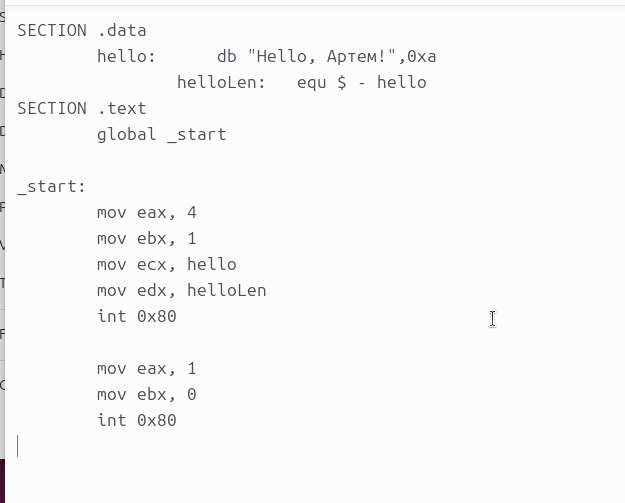 SECTION .data
hello: db "Hello, Артем!",0xa
helloLen: equ $ - hello
SECTION .text
global _start
_start:
mov eax, 4
mov ebx, 1
mov ecx, hello
mov edx, helloLen
int 0x80
mov eax, 1
mov ebx, 0
int 0x80